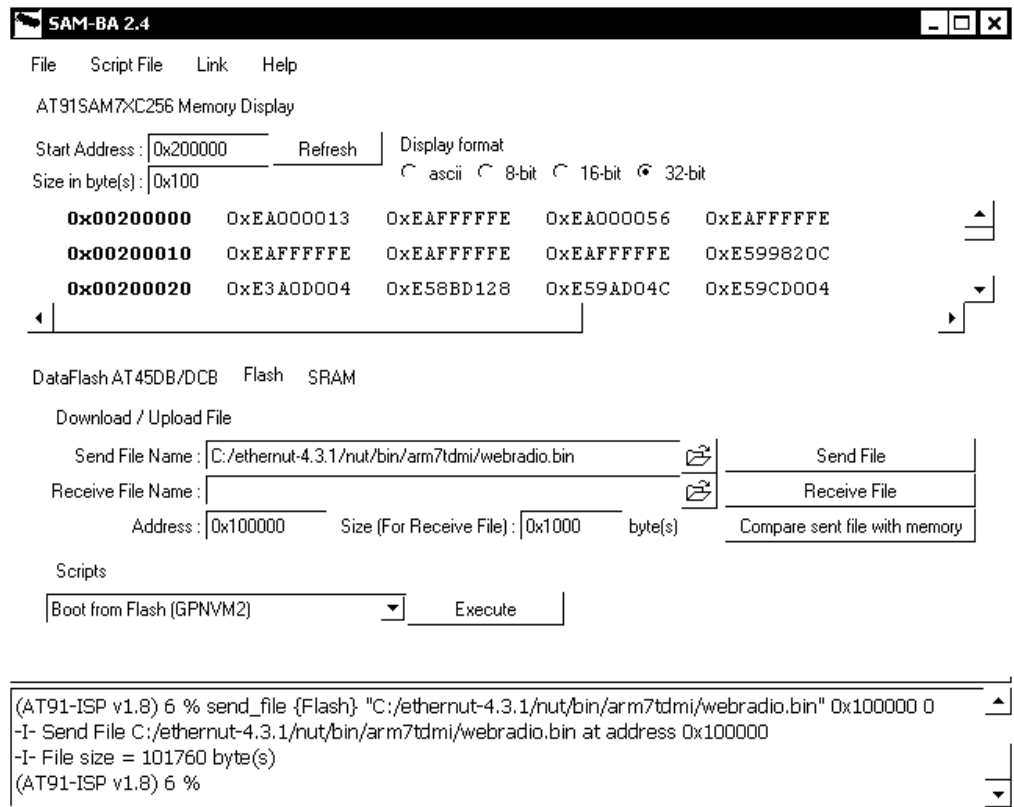 SAM-BA 2.4
File Script File Link Help
AT91SAM7XC256 Memory Display
Start Address : 0x200000 Refresh Display format
Size in byte(s) : 0x100 ascii 8-bit 16-bit 32-bit
0x00200000 0xEA000013 0xEAFFFFFE 0xEA000056 0xEAFFFFFE
0x00200010 0xEAFFFFFE 0xEAFFFFFE 0xEAFFFFFE 0xE599820C
0x00200020 0xE3A0D004 0xE58BD128 0xE59AD04C 0xE59CD004
DataFlash AT45DB/DCB Flash SRAM
Download / Upload File
Send File Name : C:/ethernut-4.3.1/nut/bin/arm7tdmi/webradio.bin Send File
Receive File Name : Receive File
Address : 0x100000 Size (For Receive File) : 0x1000 byte(s) Compare sent file with memory
Scripts
Boot from Flash (GPNVM2) Execute
(AT91-ISP v1.8) 6 % send_file {Flash} "C:/ethernut-4.3.1/nut/bin/arm7tdmi/webradio.bin" 0x100000 0
-I- Send File C:/ethernut-4.3.1/nut/bin/arm7tdmi/webradio.bin at address 0x100000
-I- File size = 101760 byte(s)
(AT91-ISP v1.8) 6 %